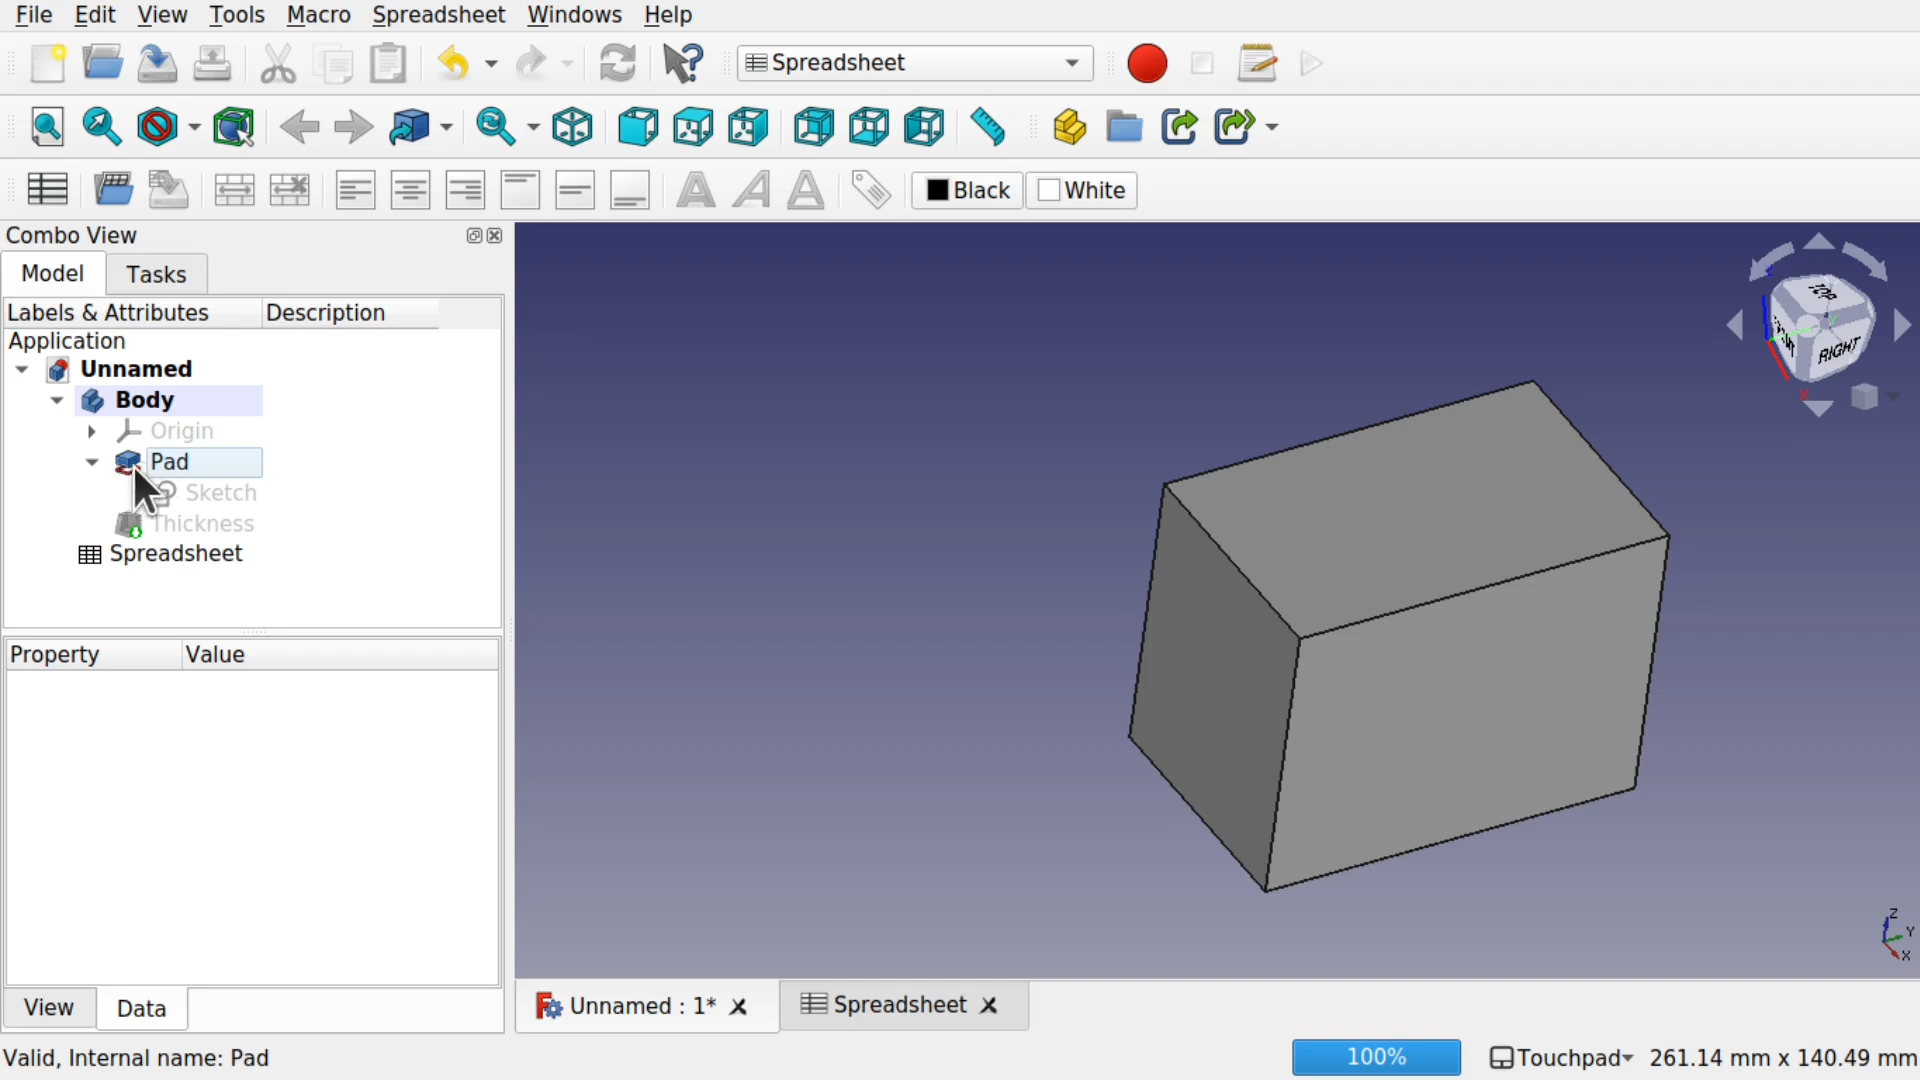 File Edit View Tools Macro Spreadsheet Windows Help
Spreadsheet
Black White
Combo View
Model Tasks
Labels & Attributes Description
Application
Unnamed
Body
Origin
Pad
Sketch
Thickness
Spreadsheet
Property Value
View Data
TOP
RIGHT
X
Y
Z
Y
X
Unnamed : 1* Spreadsheet
Valid, Internal name: Pad 100% Touchpad 261.14 mm x 140.49 mm